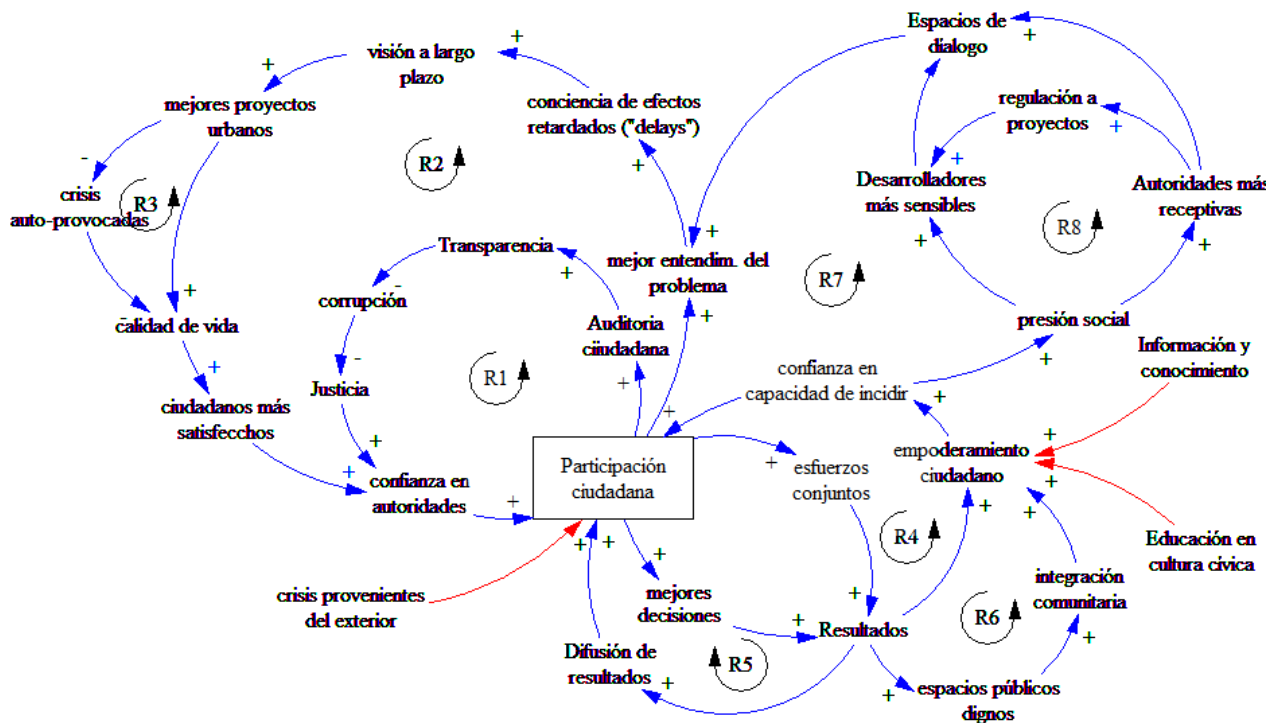 Espacios de
dialogo
visión a largo
plazo
mejores proyectos
urbanos
conciencia de efectos
retardados ("delays")
regulación a
proyectos
R2
crisis
auto-provocadas
R3
Desarrolladores
más sensibles
Autoridades más
receptivas
R8
Transparencia
mejor entendim. del
problema
R7
corrupción
calidad de vida
Auditoria
ciiudadana
presión social
Información y
conocimiento
Justicia
R1
confianza en
capacidad de incidir
ciudadanos más
satisfecchos
Participación
ciudadana
esfuerzos
conjuntos
empoderamiento
ciudadano
confianza en
autoridades
R4
Educación en
cultura cívica
crisis provenientes
del exterior
mejores
decisiones
Resultados
integración
comunitaria
R6
Difusión de
resultados
R5
espacios públicos
dignos